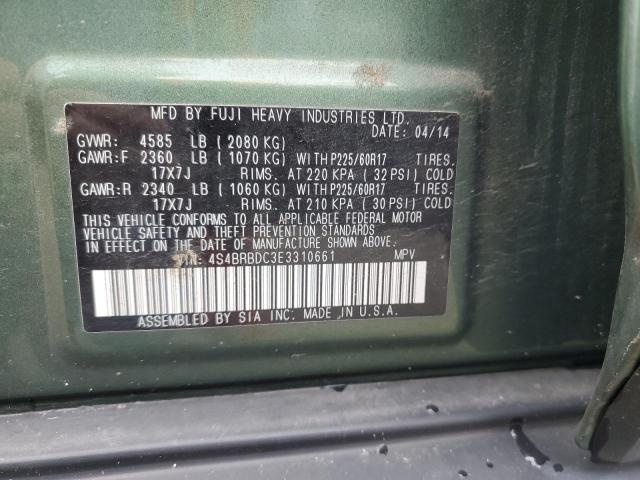 MFD BY FUJI HEAVY INDUSTRIES LTD.
DATE: 04/14
GVWR: 4585 LB (2080 KG)
GAWR:F 2360 LB (1070 KG) WITH P225/60R17 TIRES.
17X7J RIMS. AT 220 KPA (32 PSI) COLD
GAWR:R 2340 LB (1060 KG) WITH P225/60R17 TIRES.
17X7J RIMS. AT 210 KPA (30 PSI) COLD
THIS VEHICLE CONFORMS TO ALL APPLICABLE FEDERAL MOTOR
VEHICLE SAFETY AND THEFT PREVENTION STANDARDS
IN EFFECT ON THE DATE OF MANUFACTURE SHOWN ABOVE.
VIN: 4S4BRBDC3E3310661 MPV
ASSEMBLED BY SIA INC. MADE IN U.S.A.